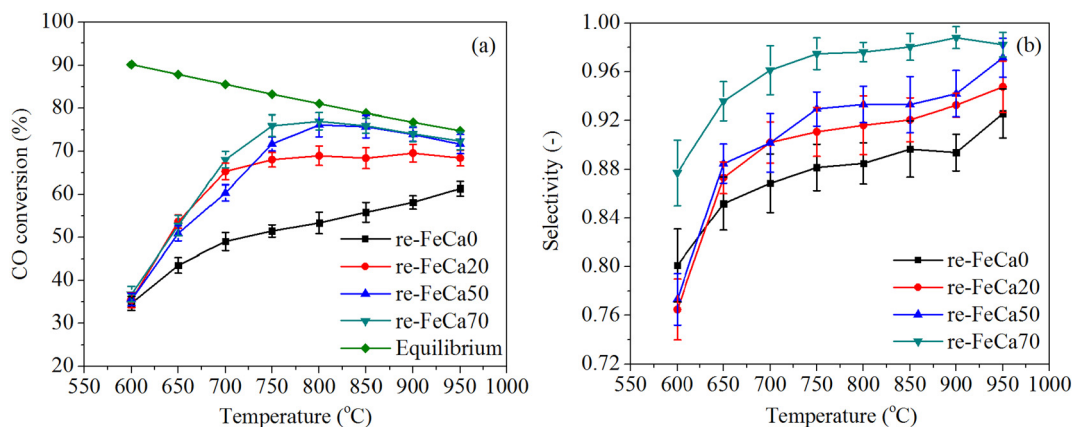 (a)
CO conversion (%)
100
90
80
70
60
50
40
30
20
re-FeCa0
re-FeCa20
re-FeCa50
re-FeCa70
Equilibrium
550 600 650 700 750 800 850 900 950 1000
Temperature (°C)
(b)
Selectivity (-)
1.00
0.96
0.92
0.88
0.84
0.80
0.76
0.72
re-FeCa0
re-FeCa20
re-FeCa50
re-FeCa70
550 600 650 700 750 800 850 900 950 1000
Temperature (°C)